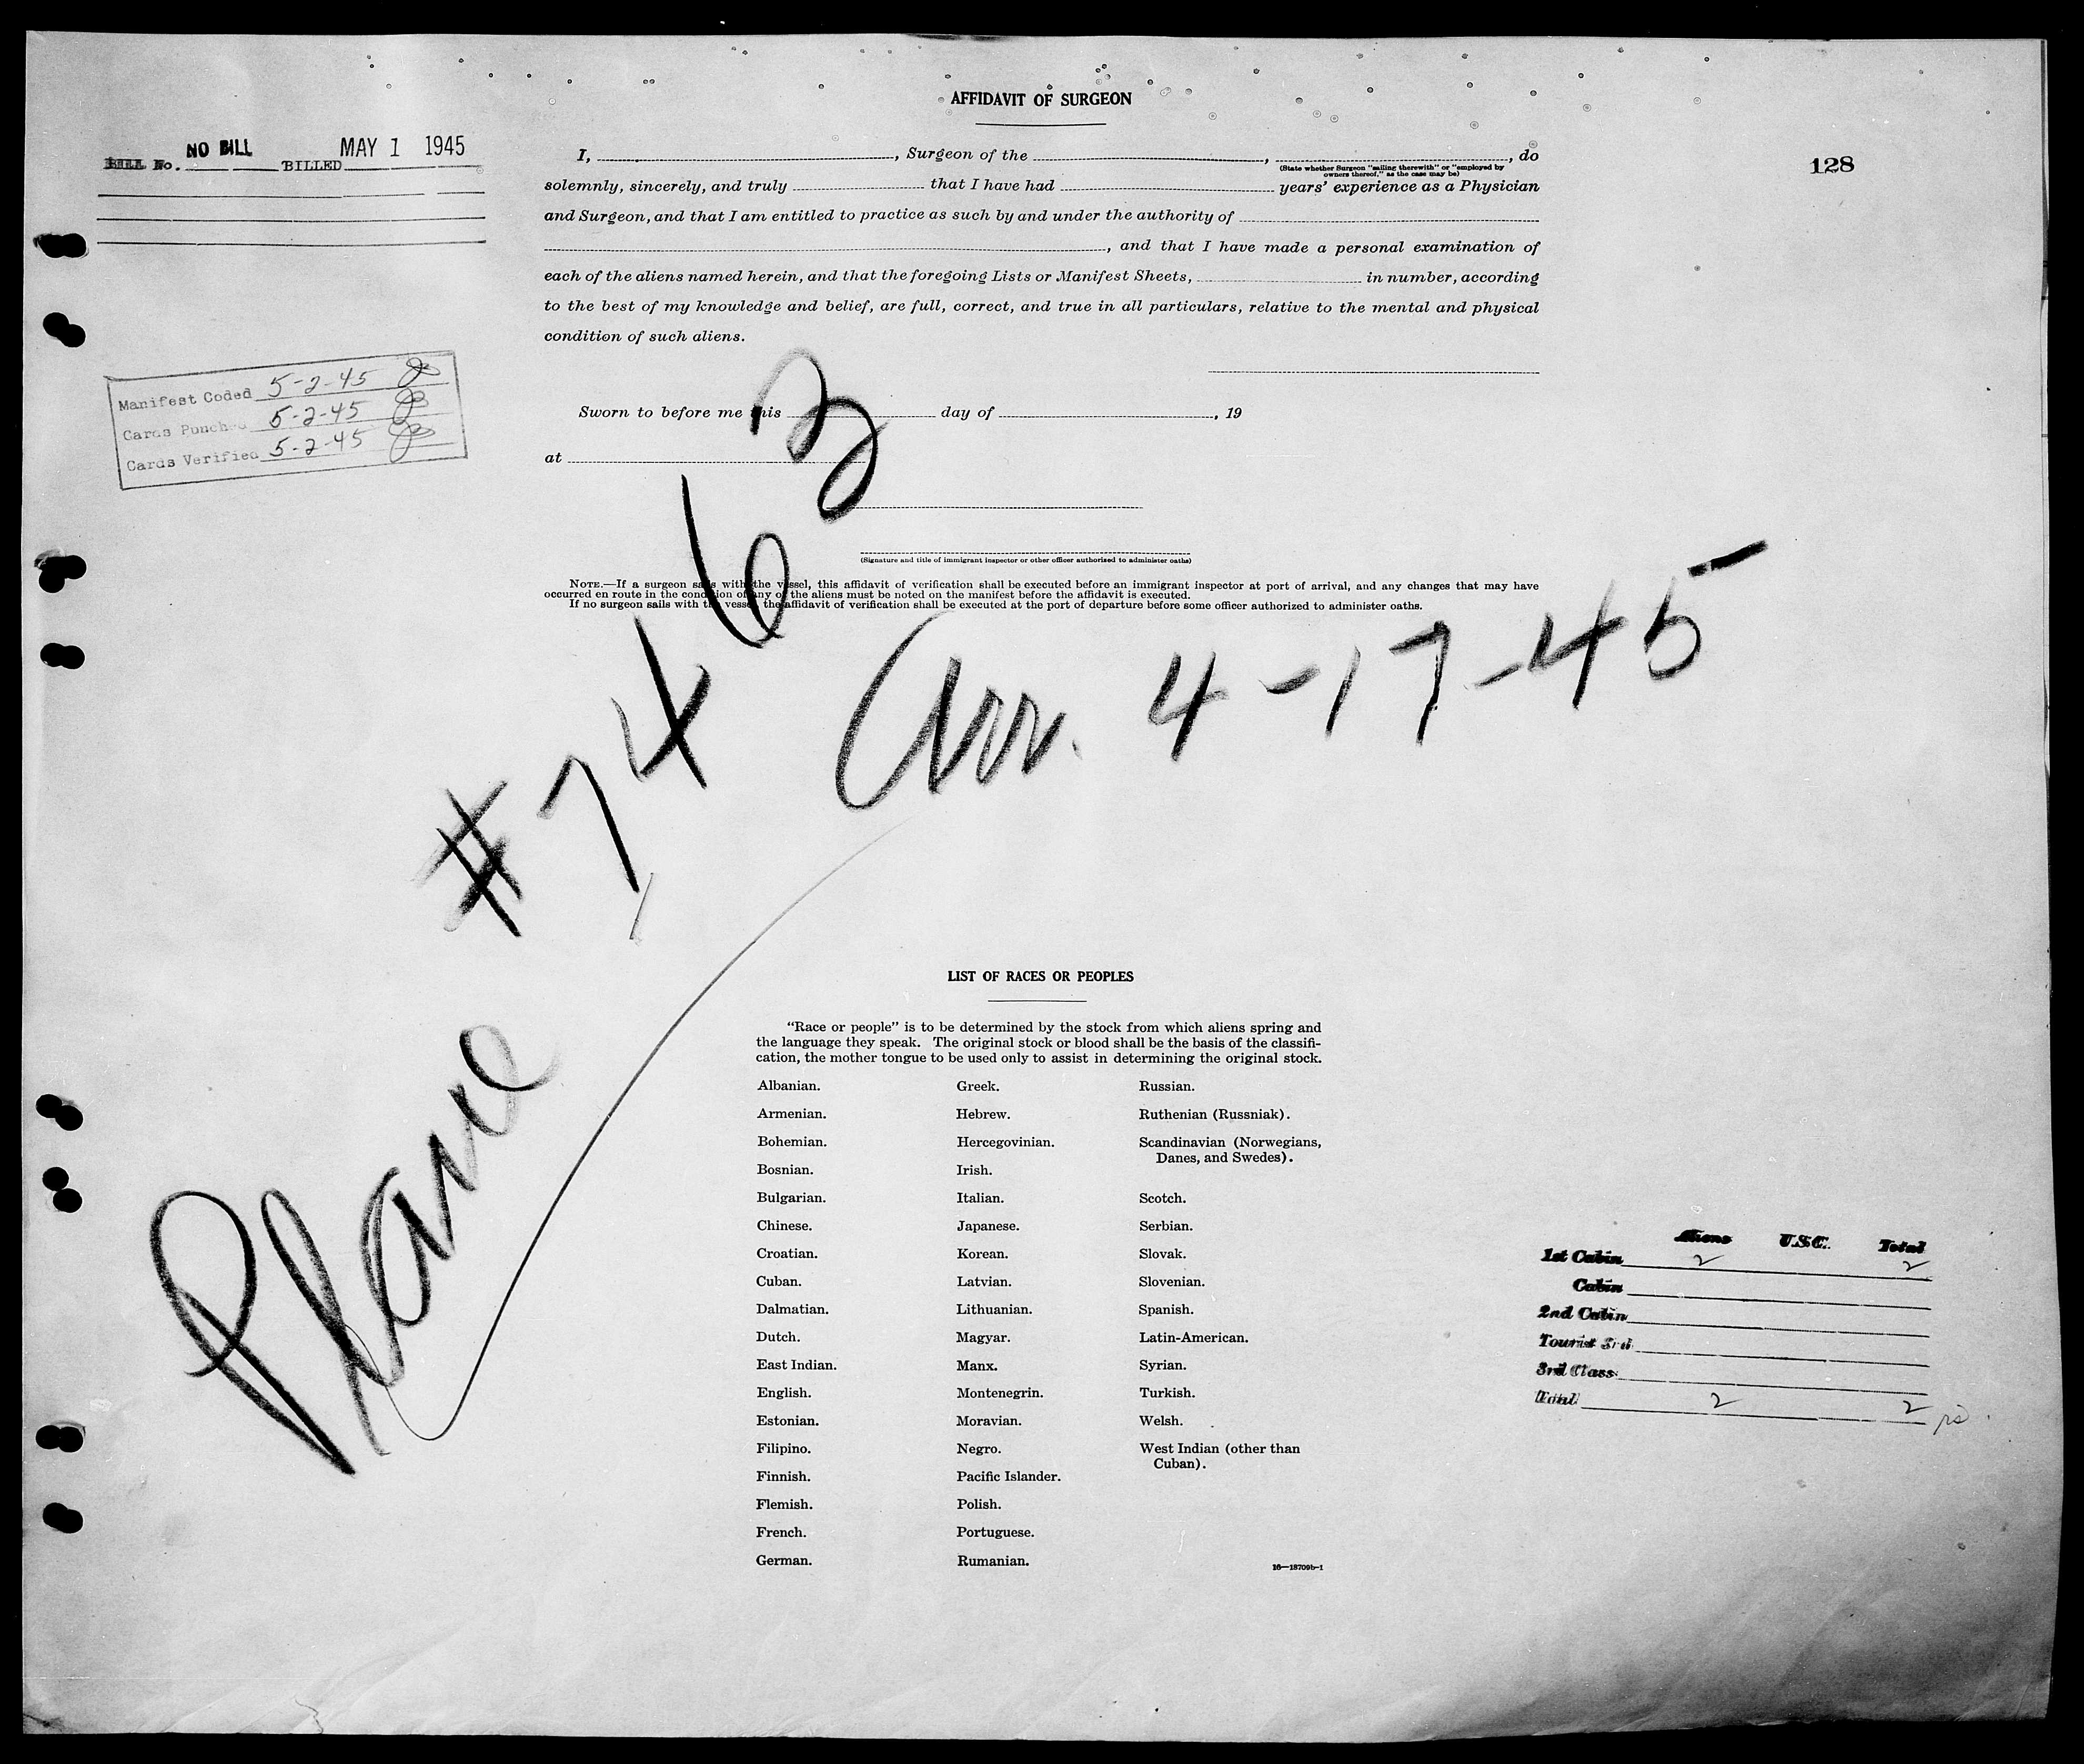 AFFIDAVIT OF SURGEON
NO BILL MAY 1 1945
BILL No. BILLED
128
I, , Surgeon of the , , do
(State whether Surgeon "sailing therewith" or "employed by
owners thereof," as the case may be)
solemnly, sincerely, and truly that I have had years' experience as a Physician
and Surgeon, and that I am entitled to practice as such by and under the authority of
, and that I have made a personal examination of
each of the aliens named herein, and that the foregoing Lists or Manifest Sheets, in number, according
to the best of my knowledge and belief, are full, correct, and true in all particulars, relative to the mental and physical
condition of such aliens.
Manifest Coded 5-2-45
Cards Punched 5-2-45
Cards Verified 5-2-45
Sworn to before me this day of , 19
at
(Signature and title of immigrant inspector or other officer authorized to administer oaths)
NOTE.—If a surgeon sails with the vessel, this affidavit of verification shall be executed before an immigrant inspector at port of arrival, and any changes that may have
occurred en route in the condition of any of the aliens must be noted on the manifest before the affidavit is executed.
If no surgeon sails with the vessel the affidavit of verification shall be executed at the port of departure before some officer authorized to administer oaths.
Plane #7463
Arr. 4-17-45
LIST OF RACES OR PEOPLES
"Race or people" is to be determined by the stock from which aliens spring and
the language they speak. The original stock or blood shall be the basis of the classifi-
cation, the mother tongue to be used only to assist in determining the original stock.
Albanian.
Armenian.
Bohemian.
Bosnian.
Bulgarian.
Chinese.
Croatian.
Cuban.
Dalmatian.
Dutch.
East Indian.
English.
Estonian.
Filipino.
Finnish.
Flemish.
French.
German.
Greek.
Hebrew.
Hercegovinian.
Irish.
Italian.
Japanese.
Korean.
Latvian.
Lithuanian.
Magyar.
Manx.
Montenegrin.
Moravian.
Negro.
Pacific Islander.
Polish.
Portuguese.
Rumanian.
Russian.
Ruthenian (Russniak).
Scandinavian (Norwegians,
Danes, and Swedes).
Scotch.
Serbian.
Slovak.
Slovenian.
Spanish.
Latin-American.
Syrian.
Turkish.
Welsh.
West Indian (other than
Cuban).
16—18709b-1
Aliens U.S.C. Total
1st Cabin 2 2
Cabin
2nd Cabin
Tourist 3rd
3rd Class
Total 2 2